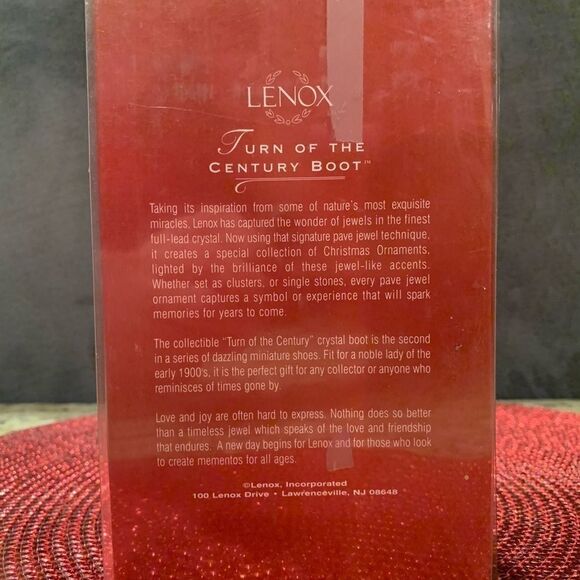 LENOX
TURN OF THE
CENTURY BOOT™
Taking its inspiration from some of nature's most exquisite
miracles, Lenox has captured the wonder of jewels in the finest
full-lead crystal. Now using that signature pave jewel technique,
it creates a special collection of Christmas Ornaments,
lighted by the brilliance of these jewel-like accents.
Whether set as clusters, or single stones, every pave jewel
ornament captures a symbol or experience that will spark
memories for years to come.
The collectible "Turn of the Century" crystal boot is the second
in a series of dazzling miniature shoes. Fit for a noble lady of the
early 1900's, it is the perfect gift for any collector or anyone who
reminisces of times gone by.
Love and joy are often hard to express. Nothing does so better
than a timeless jewel which speaks of the love and friendship
that endures. A new day begins for Lenox and for those who look
to create mementos for all ages.
©Lenox, Incorporated
100 Lenox Drive • Lawrenceville, NJ 08648